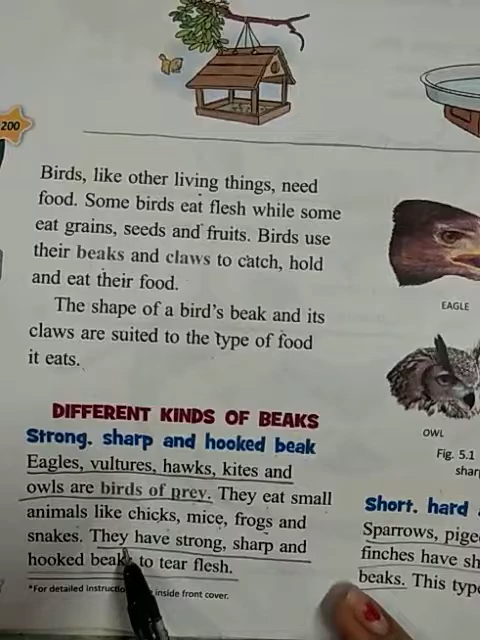 200
Birds, like other living things, need
food. Some birds eat flesh while some
eat grains, seeds and fruits. Birds use
their beaks and claws to catch, hold
and eat their food.
The shape of a bird's beak and its
claws are suited to the type of food
it eats.
EAGLE
OWL
Fig. 5.1
DIFFERENT KINDS OF BEAKS
Strong, sharp and hooked beak
Eagles, vultures, hawks, kites and
owls are birds of prey. They eat small
animals like chicks, mice, frogs and
snakes. They have strong, sharp and
hooked beak to tear flesh.
*For detailed inside front cover.
Short, hard
Sparrows,
finches have
beaks. This